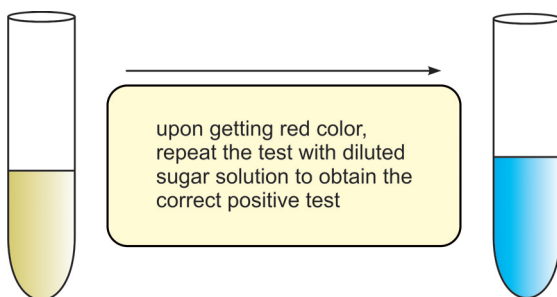 upon getting red color,
repeat the test with diluted
sugar solution to obtain the
correct positive test